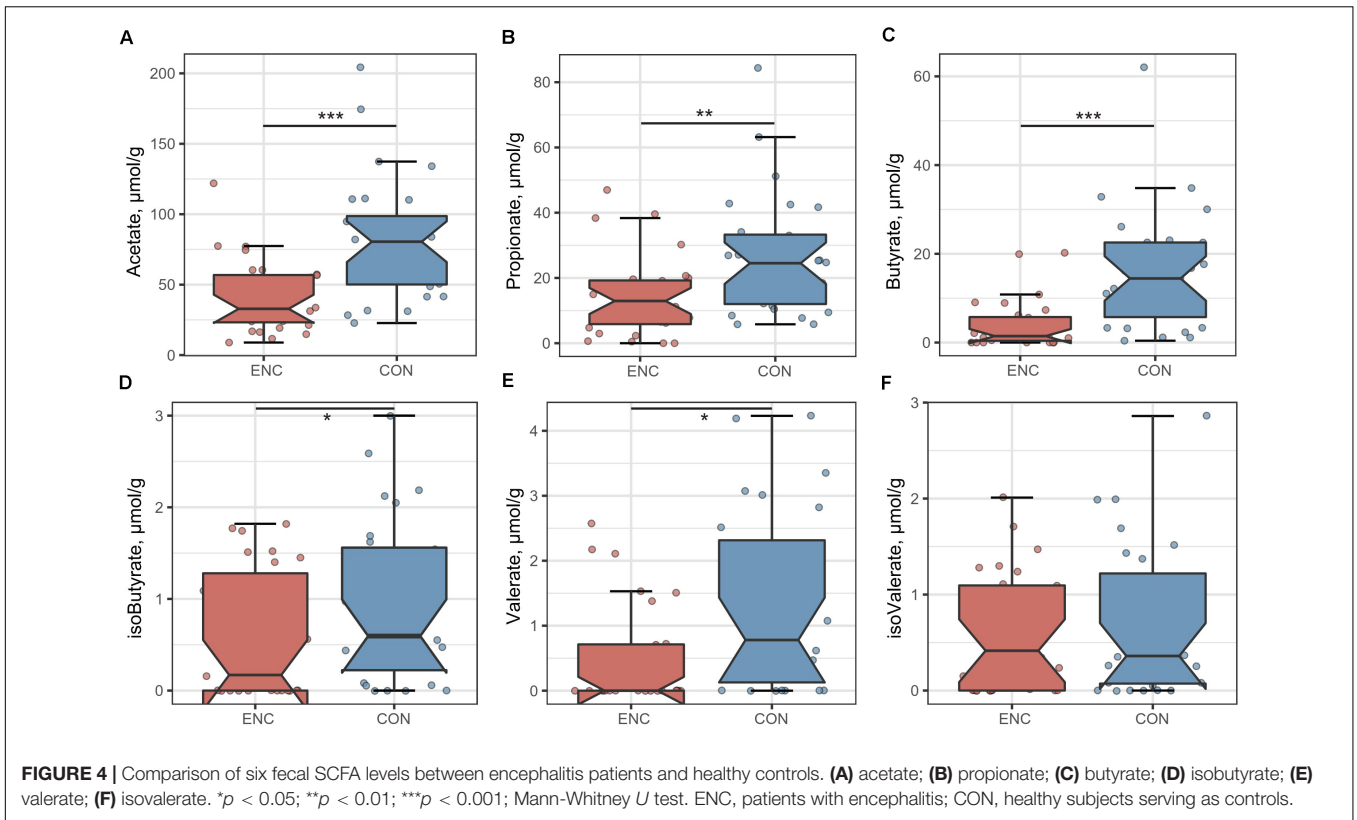 A
B
C
Acetate, μmol/g
200
150
100
50
0
***
ENC
CON
Propionate, μmol/g
80
60
40
20
0
**
ENC
CON
Butyrate, μmol/g
60
40
20
0
***
ENC
CON
D
E
F
isoButyrate, μmol/g
3
2
1
0
*
ENC
CON
Valerate, μmol/g
4
3
2
1
0
*
ENC
CON
isoValerate, μmol/g
3
2
1
0
ENC
CON
FIGURE 4 | Comparison of six fecal SCFA levels between encephalitis patients and healthy controls. (A) acetate; (B) propionate; (C) butyrate; (D) isobutyrate; (E)
valerate; (F) isovalerate. *p < 0.05; **p < 0.01; ***p < 0.001; Mann-Whitney U test. ENC, patients with encephalitis; CON, healthy subjects serving as controls.